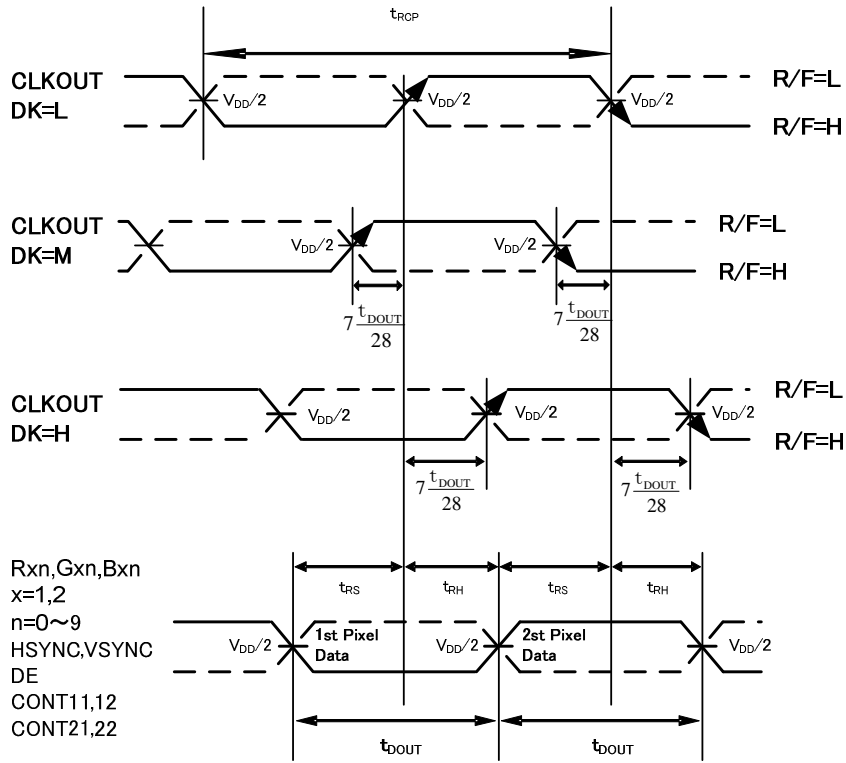 tRCP
CLKOUT
DK=L
VDD/2 VDD/2 VDD/2
R/F=L
R/F=H
CLKOUT
DK=M
VDD/2 VDD/2
R/F=L
R/F=H
7 tDOUT/28 7 tDOUT/28
CLKOUT
DK=H
VDD/2 VDD/2 VDD/2
R/F=L
R/F=H
7 tDOUT/28 7 tDOUT/28
Rxn,Gxn,Bxn
x=1,2
n=0～9
HSYNC,VSYNC
DE
CONT11,12
CONT21,22
tRS tRH tRS tRH
VDD/2 1st Pixel Data VDD/2 2st Pixel Data VDD/2
tDOUT tDOUT